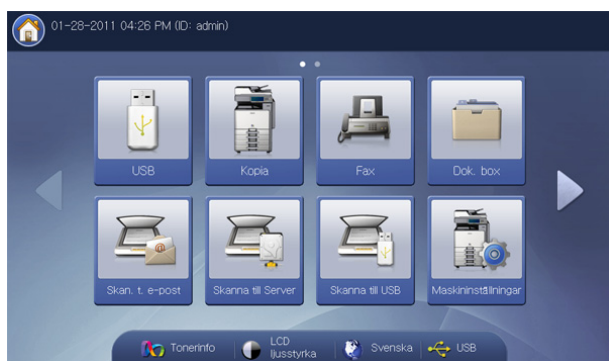 01-28-2011 04:26 PM (ID: admin)
USB
Kopia
Fax
Dok. box
Skan. t. e-post
Skanna till Server
Skanna till USB
Maskininställningar
Tonerinfo
LCD
ljusstyrka
Svenska
USB